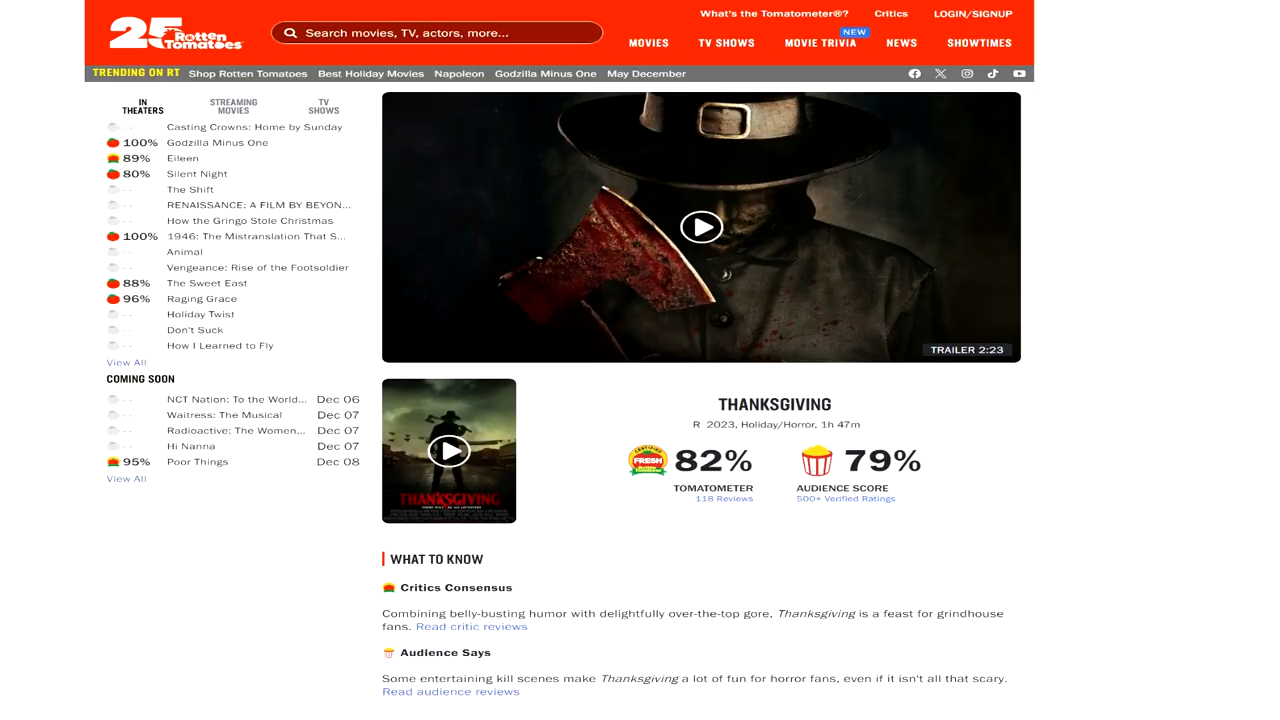 25 Rotten Tomatoes
Search movies, TV, actors, more...
What's the Tomatometer®? Critics LOGIN/SIGNUP
NEW
MOVIES TV SHOWS MOVIE TRIVIA NEWS SHOWTIMES
TRENDING ON RT Shop Rotten Tomatoes Best Holiday Movies Napoleon Godzilla Minus One May December
IN THEATERS STREAMING MOVIES TV SHOWS
- - Casting Crowns: Home by Sunday
100% Godzilla Minus One
89% Eileen
80% Silent Night
- - The Shift
- - RENAISSANCE: A FILM BY BEYON...
- - How the Gringo Stole Christmas
100% 1946: The Mistranslation That S...
- - Animal
- - Vengeance: Rise of the Footsoldier
88% The Sweet East
96% Raging Grace
- - Holiday Twist
- - Don't Suck
- - How I Learned to Fly
View All
COMING SOON
- - NCT Nation: To the World... Dec 06
- - Waitress: The Musical Dec 07
- - Radioactive: The Women... Dec 07
- - Hi Nanna Dec 07
95% Poor Things Dec 08
View All
TRAILER 2:23
THANKSGIVING
THANKSGIVING
R 2023, Holiday/Horror, 1h 47m
CERTIFIED FRESH Rotten Tomatoes 82% 79%
TOMATOMETER AUDIENCE SCORE
118 Reviews 500+ Verified Ratings
WHAT TO KNOW
Critics Consensus
Combining belly-busting humor with delightfully over-the-top gore, Thanksgiving is a feast for grindhouse
fans. Read critic reviews
Audience Says
Some entertaining kill scenes make Thanksgiving a lot of fun for horror fans, even if it isn't all that scary.
Read audience reviews